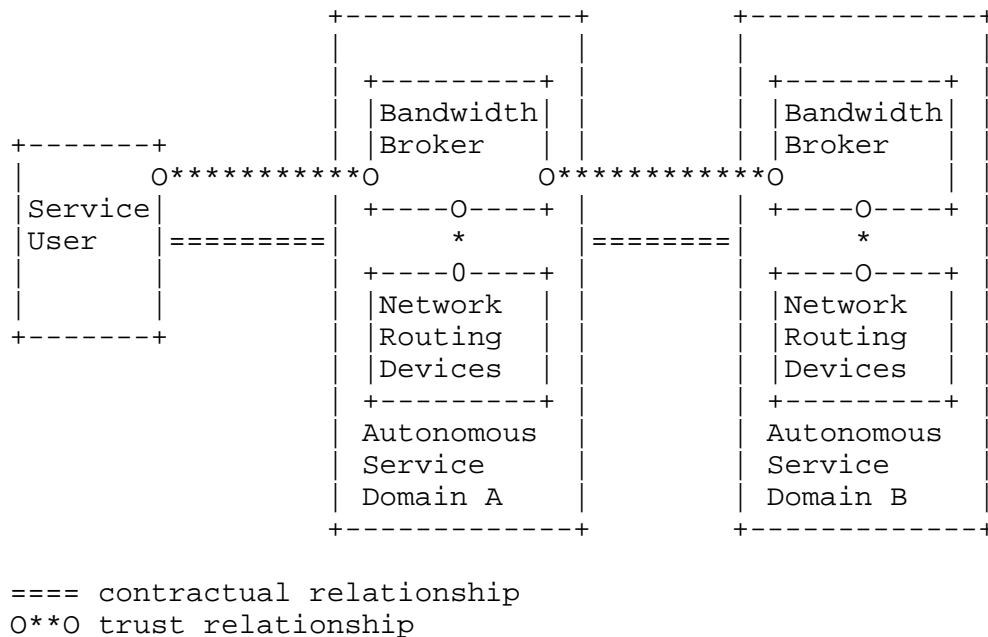 Bandwidth Bandwidth
Broker Broker
Service
User
Network Network
Routing Routing
Devices Devices
Autonomous Autonomous
Service Service
Domain A Domain B
==== contractual relationship
O**O trust relationship